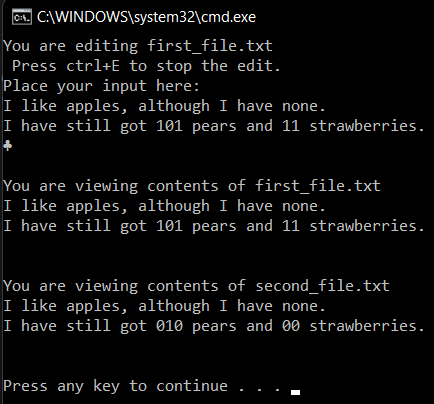 C:\WINDOWS\system32\cmd.exe
You are editing first_file.txt
 Press ctrl+E to stop the edit.
Place your input here:
I like apples, although I have none.
I have still got 101 pears and 11 strawberries.
♣
You are viewing contents of first_file.txt
I like apples, although I have none.
I have still got 101 pears and 11 strawberries.
You are viewing contents of second_file.txt
I like apples, although I have none.
I have still got 010 pears and 00 strawberries.
Press any key to continue . . .